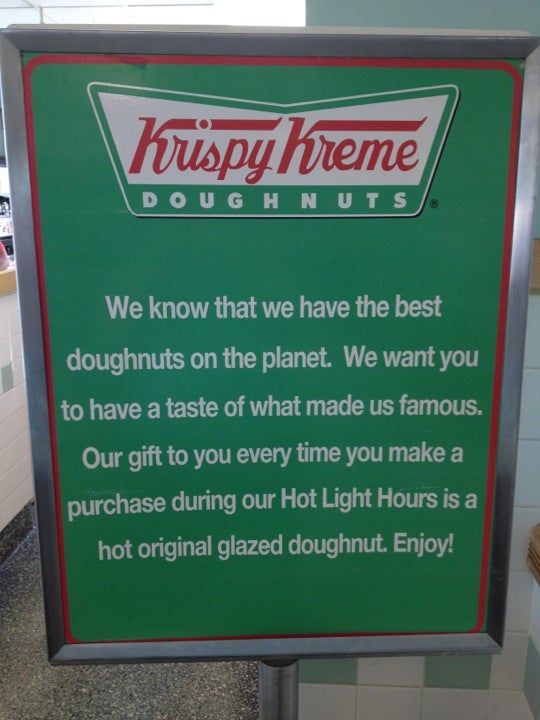 Krispy Kreme
DOUGHNUTS ®
We know that we have the best
doughnuts on the planet. We want you
to have a taste of what made us famous.
Our gift to you every time you make a
purchase during our Hot Light Hours is a
hot original glazed doughnut. Enjoy!